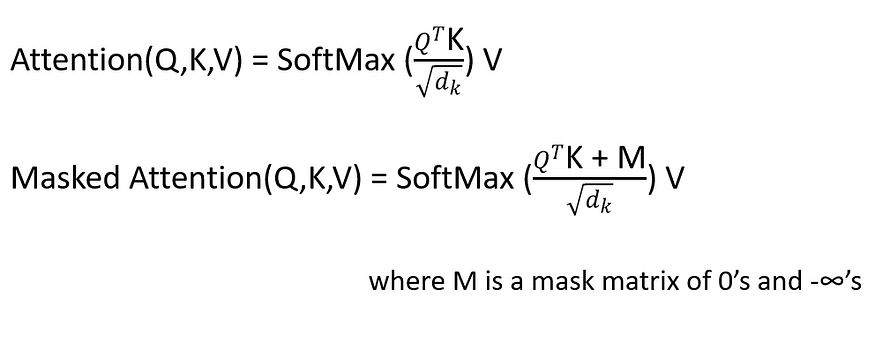 Attention(Q,K,V) = SoftMax (Q^T K / √d_k) V
Masked Attention(Q,K,V) = SoftMax (Q^T K + M / √d_k) V
where M is a mask matrix of 0’s and -∞’s